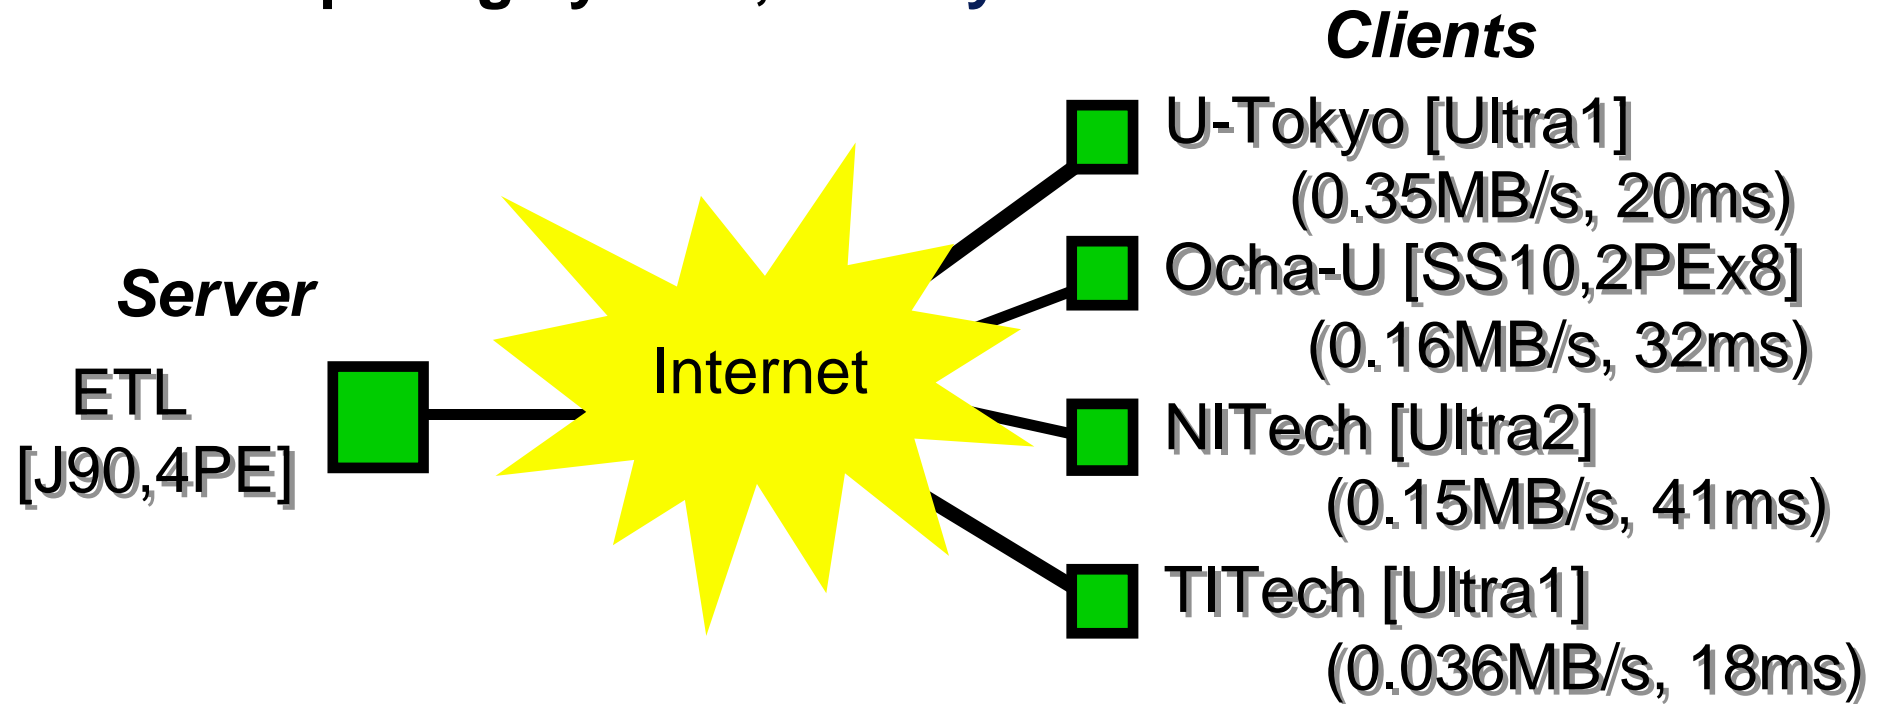 Clients
U-Tokyo [Ultra1]
(0.35MB/s, 20ms)
Ocha-U [SS10,2PEx8]
(0.16MB/s, 32ms)
Server
Internet
ETL
[J90,4PE]
NITech [Ultra2]
(0.15MB/s, 41ms)
TITech [Ultra1]
(0.036MB/s, 18ms)